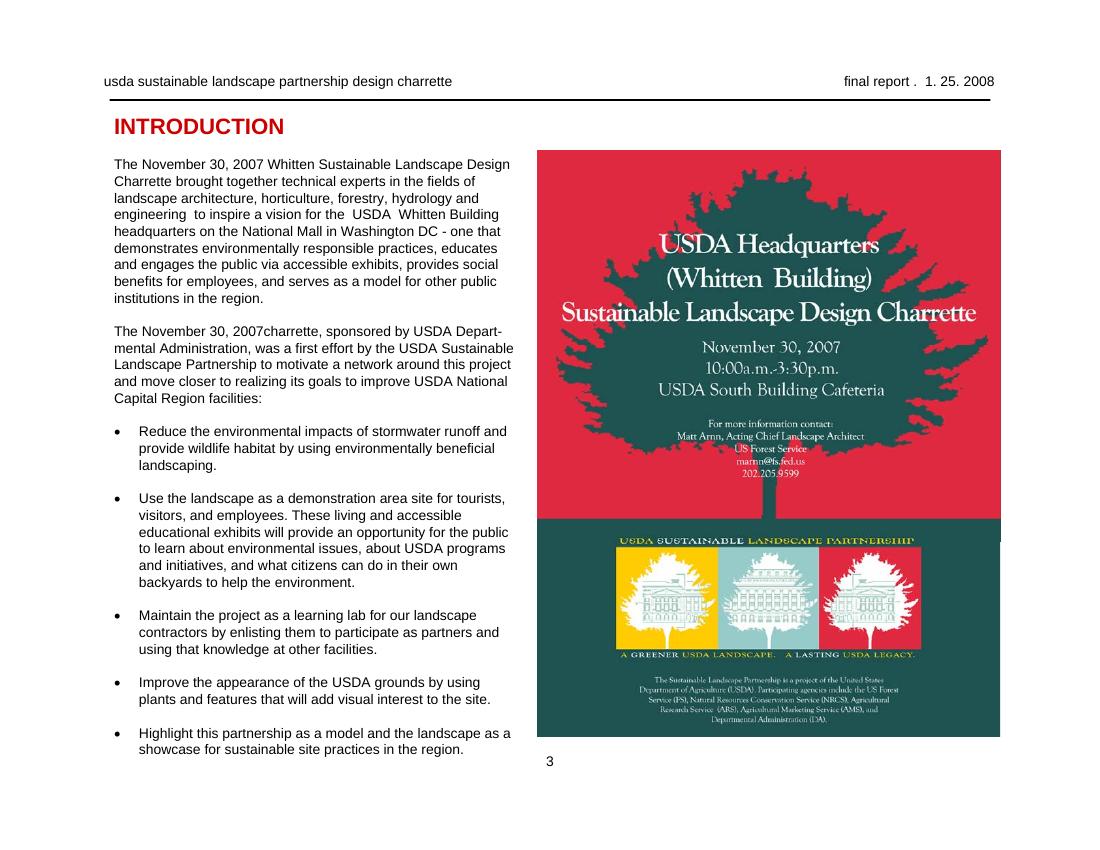 usda sustainable landscape partnership design charrette
final report .  1. 25. 2008
INTRODUCTION
The November 30, 2007 Whitten Sustainable Landscape Design
Charrette brought together technical experts in the fields of
landscape architecture, horticulture, forestry, hydrology and
engineering  to inspire a vision for the  USDA  Whitten Building
headquarters on the National Mall in Washington DC - one that
demonstrates environmentally responsible practices, educates
and engages the public via accessible exhibits, provides social
benefits for employees, and serves as a model for other public
institutions in the region.
The November 30, 2007charrette, sponsored by USDA Depart-
mental Administration, was a first effort by the USDA Sustainable
Landscape Partnership to motivate a network around this project
and move closer to realizing its goals to improve USDA National
Capital Region facilities:
• Reduce the environmental impacts of stormwater runoff and
provide wildlife habitat by using environmentally beneficial
landscaping.
• Use the landscape as a demonstration area site for tourists,
visitors, and employees. These living and accessible
educational exhibits will provide an opportunity for the public
to learn about environmental issues, about USDA programs
and initiatives, and what citizens can do in their own
backyards to help the environment.
• Maintain the project as a learning lab for our landscape
contractors by enlisting them to participate as partners and
using that knowledge at other facilities.
• Improve the appearance of the USDA grounds by using
plants and features that will add visual interest to the site.
• Highlight this partnership as a model and the landscape as a
showcase for sustainable site practices in the region.
USDA Headquarters
(Whitten  Building)
Sustainable Landscape Design Charrette
November 30, 2007
10:00a.m.-3:30p.m.
USDA South Building Cafeteria
For more information contact:
Matt Arnn, Acting Chief Landscape Architect
US Forest Service
marnn@fs.fed.us
202.205.9599
USDA SUSTAINABLE LANDSCAPE PARTNERSHIP
A GREENER USDA LANDSCAPE.   A LASTING USDA LEGACY.
The Sustainable Landscape Partnership is a project of the United States
Department of Agriculture (USDA). Participating agencies include the US Forest
Service (FS), Natural Resources Conservation Service (NRCS), Agricultural
Research Service  (ARS), Agricultural Marketing Service (AMS), and
Departmental Administration (DA).
3